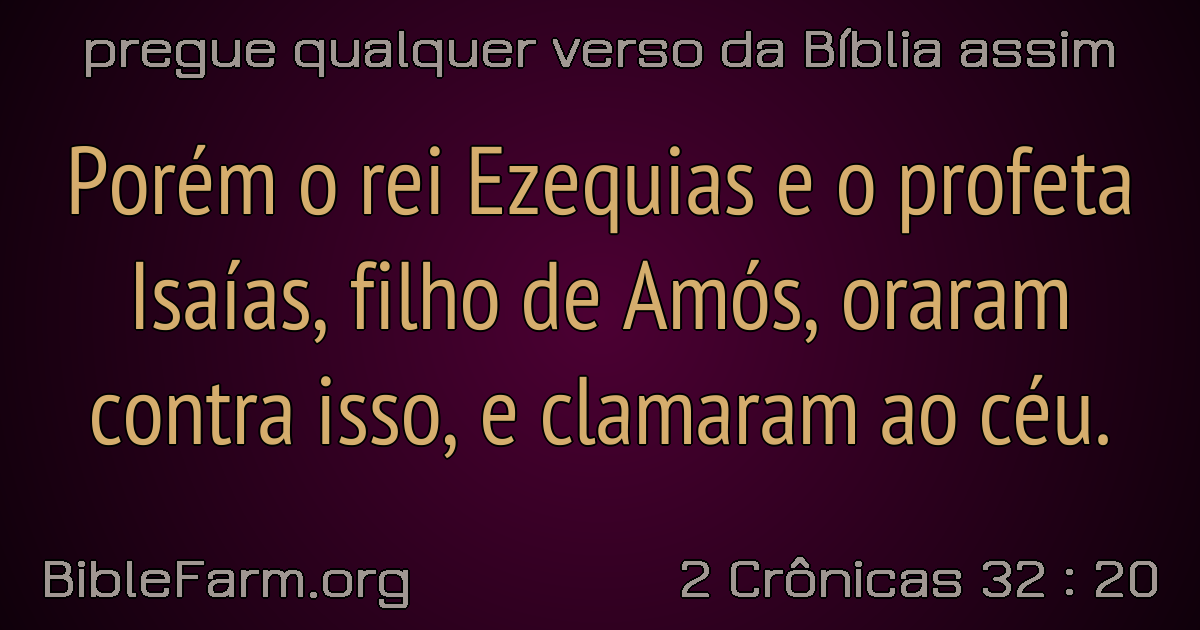 pregue qualquer verso da Bíblia assim
Porém o rei Ezequias e o profeta
Isaías, filho de Amós, oraram
contra isso, e clamaram ao céu.
BibleFarm.org
2 Crônicas 32 : 20